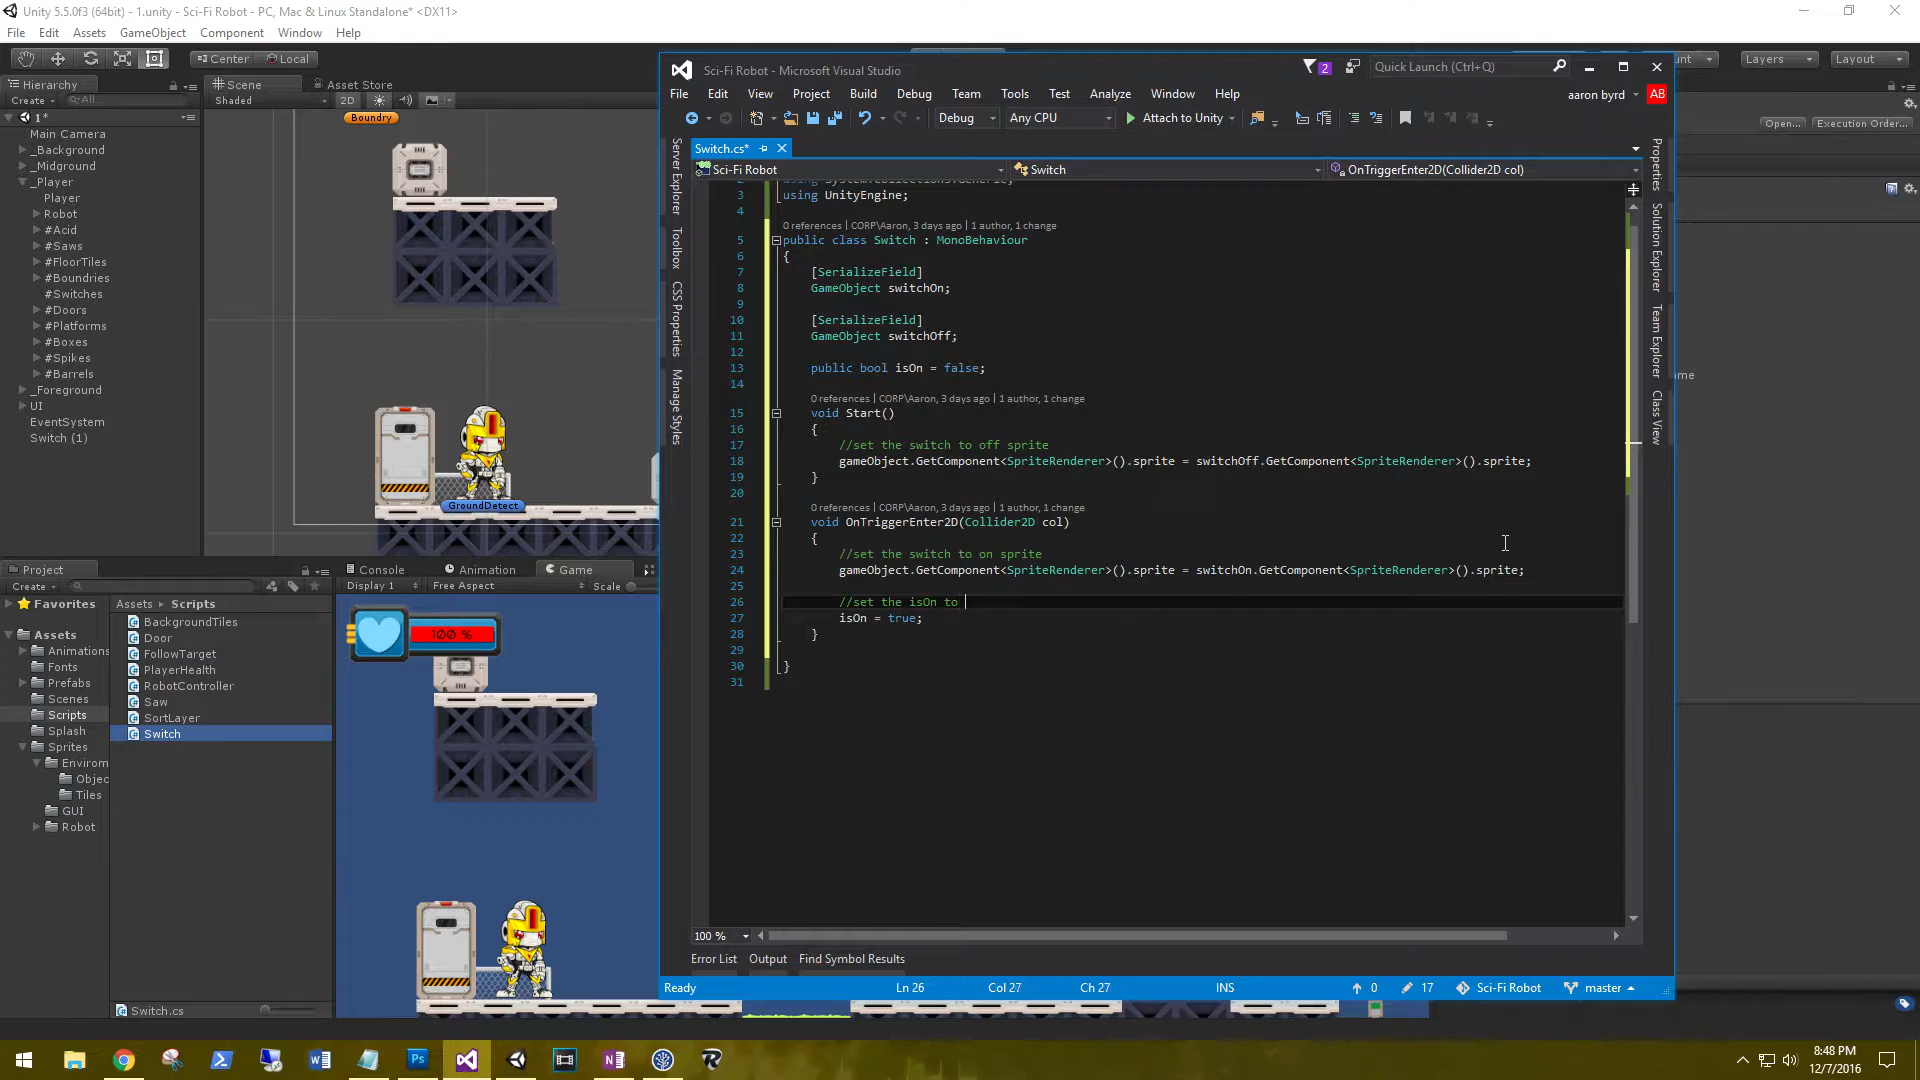 Unity 5.5.0f3 (64bit) - 1.unity - Sci-Fi Robot - PC, Mac & Linux Standalone* <DX11>
File Edit Assets GameObject Component Window Help
Center Local
Layers Layout
Hierarchy
Create All
1*
Main Camera
_Background
_Midground
_Player
Player
Robot
#Acid
#Saws
#FloorTiles
#Boundries
#Switches
#Doors
#Platforms
#Boxes
#Spikes
#Barrels
_Foreground
UI
EventSystem
Switch (1)
Scene Asset Store
Shaded 2D
Boundry
GroundDetect
Project
Create
Favorites
Assets
Animations
Fonts
Prefabs
Scenes
Scripts
Splash
Sprites
Envirom
Objec
Tiles
GUI
Robot
Assets Scripts
BackgroundTiles
Door
FollowTarget
PlayerHealth
RobotController
Saw
SortLayer
Switch
Switch.cs
Console Animation Game
Display 1 Free Aspect Scale
100 %
Sci-Fi Robot - Microsoft Visual Studio
2
Quick Launch (Ctrl+Q)
File Edit View Project Build Debug Team Tools Test Analyze Window Help
aaron byrd AB
Debug Any CPU Attach to Unity
Server Explorer
Toolbox
CSS Properties
Manage Styles
Switch.cs*
Sci-Fi Robot Switch OnTriggerEnter2D(Collider2D col)
2 using System.Collections.Generic;
3 using UnityEngine;
4
0 references | CORP\Aaron, 3 days ago | 1 author, 1 change
5 public class Switch : MonoBehaviour
6 {
7 [SerializeField]
8 GameObject switchOn;
9
10 [SerializeField]
11 GameObject switchOff;
12
13 public bool isOn = false;
14
0 references | CORP\Aaron, 3 days ago | 1 author, 1 change
15 void Start()
16 {
17 //set the switch to off sprite
18 gameObject.GetComponent<SpriteRenderer>().sprite = switchOff.GetComponent<SpriteRenderer>().sprite;
19 }
20
0 references | CORP\Aaron, 3 days ago | 1 author, 1 change
21 void OnTriggerEnter2D(Collider2D col)
22 {
23 //set the switch to on sprite
24 gameObject.GetComponent<SpriteRenderer>().sprite = switchOn.GetComponent<SpriteRenderer>().sprite;
25
26 //set the isOn to
27 isOn = true;
28 }
29
30 }
31
100 %
Error List Output Find Symbol Results
Ready Ln 26 Col 27 Ch 27 INS 0 17 Sci-Fi Robot master
Properties
Solution Explorer
Team Explorer
Class View
Open... Execution Order...
8:48 PM
12/7/2016